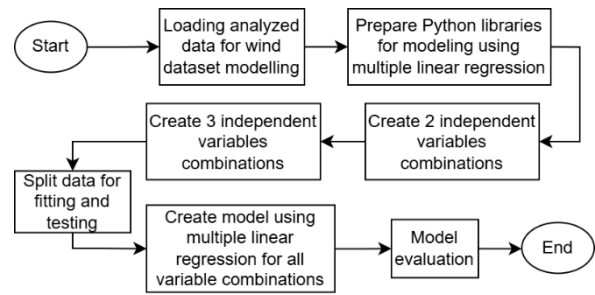 Start
Loading analyzed
data for wind
dataset modelling
Prepare Python libraries
for modeling using
multiple linear regression
Create 2 independent
variables
combinations
Create 3 independent
variables
combinations
Split data for
fitting and
testing
Create model using
multiple linear
regression for all
variable combinations
Model
evaluation
End